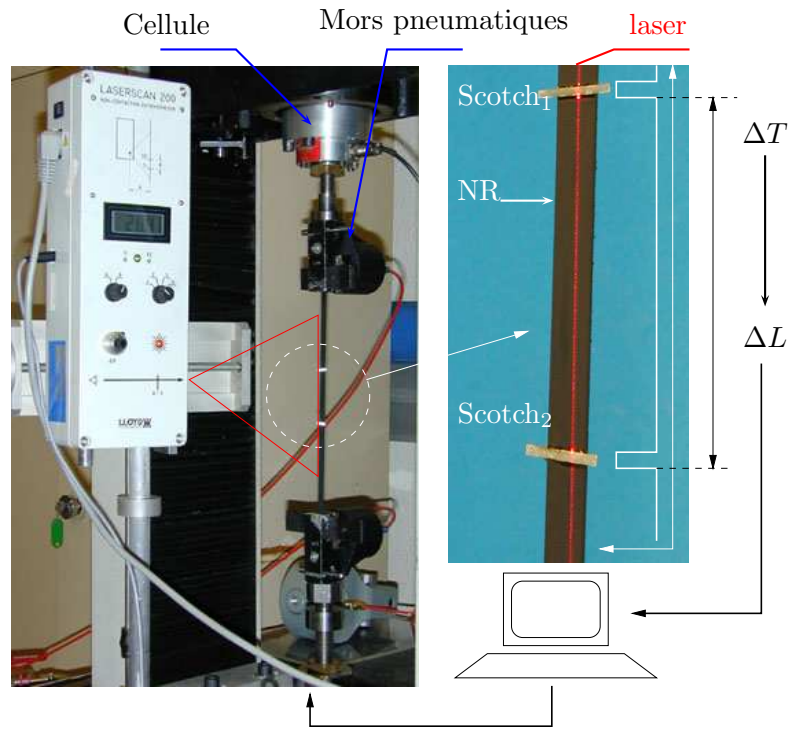 Cellule
Mors pneumatiques
laser
LASERSCAN 200
Scotch₁
NR
Scotch₂
ΔT
ΔL
LLOYD